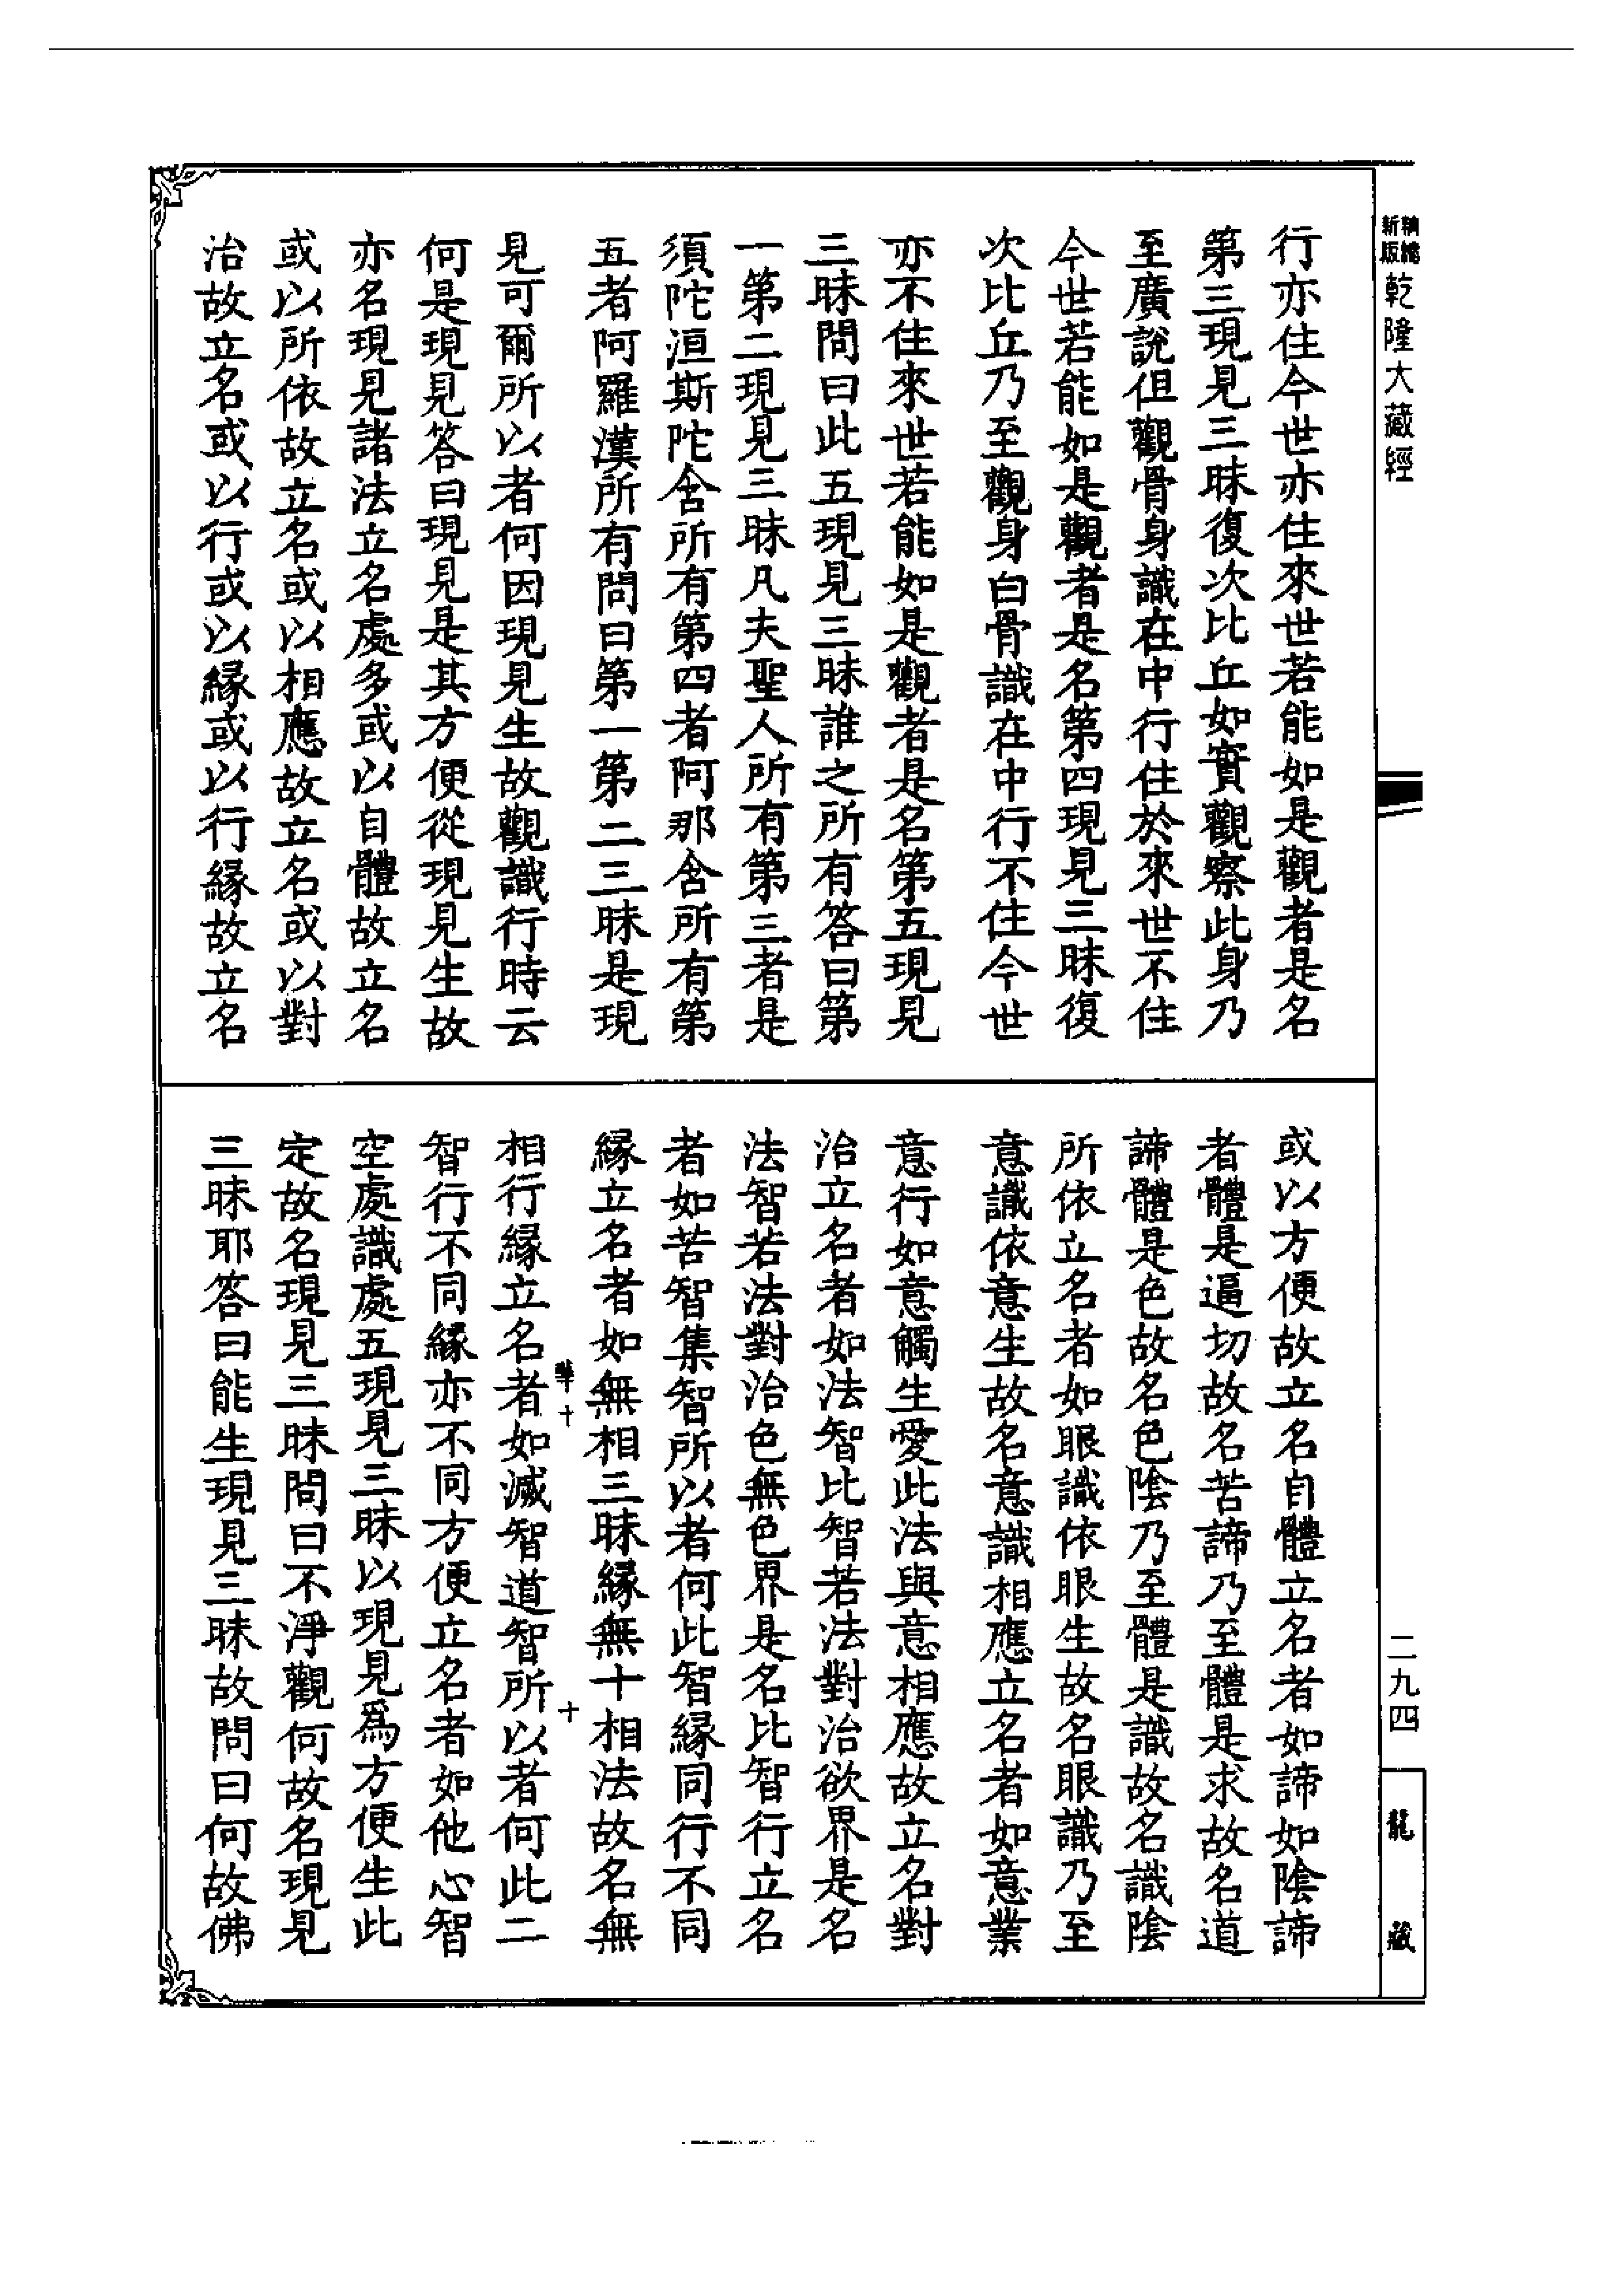 新編縮版
乾隆大藏經
行亦住今世亦住來世若能如是觀者是名
第三現見三昧復次比丘如實觀察此身乃
至廣說但觀骨身識在中行住於來世不住
今世若能如是觀者是名第四現見三昧復
次比丘乃至觀身白骨識在中行不住今世
亦不住來世若能如是觀者是名第五現見
三昧問曰此五現見三昧誰之所有答曰第
一第二現見三昧凡夫聖人所有第三者是
須陀洹斯陀含所有第四者阿那含所有第
五者阿羅漢所有問曰第一第二三昧是現
見可爾所以者何因現見生故觀識行時云
何是現見答曰現見是其方便從現見生故
亦名現見諸法立名處多或以自體故立名
或以所依故立名或以相應故立名或以對
治故立名或以行或以緣或以行緣故立名
或以方便故立名自體立名者如諦如陰諦
者體是逼切故名苦諦乃至體是求故名道
諦體是色故名色陰乃至體是識故名識陰
所依立名者如眼識依眼生故名眼識乃至
意識依意生故名意識相應立名者如意業
意行如意觸生愛此法與意相應故立名對
治立名者如法智比智若法對治欲界是名
法智若法對治色無色界是名比智行立名
者如苦智集智所以者何此智緣同行不同
緣立名者如無相三昧緣無十相法故名無
相行緣立名者如滅智道智所以者何此二
智行不同緣亦不同方便立名者如他心智
空處識處五現見三昧以現見為方便生此
定故名現見三昧問曰不淨觀何故名現見
三昧耶答曰能生現見三昧故問曰何故佛
十
十
二九四
龍藏